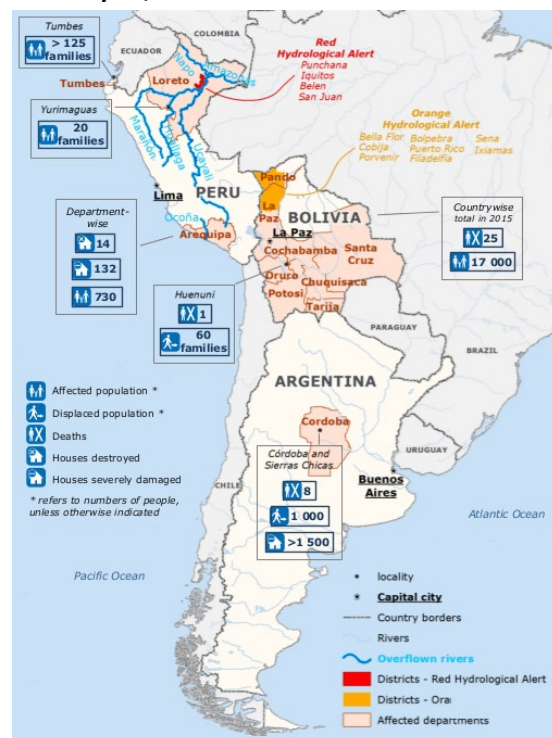 Tumbes
> 125
families
ECUADOR
COLOMBIA
Napo
Amazonas
Loreto
Tumbes
Red
Hydrological Alert
Punchana
Iquitos
Belen
San Juan
Yurimaguas
20
families
Marañón
Huallaga
Ucayali
Orange
Hydrological Alert
Bella Flor Bolpebra Sena
Cobija Puerto Rico Ixiamas
Porvenir Filadelfia
Lima
PERU
Pando
La
Paz
BOLIVIA
La Paz
Ocoña
Arequipa
Cochabamba
Santa
Cruz
Oruro
Chuquisaca
Potosi
Tarija
Department-
wise
14
132
730
Countrywise
total in 2015
25
17 000
Huenuni
1
60
families
PARAGUAY
BRAZIL
ARGENTINA
Affected population *
Displaced population *
Deaths
Houses destroyed
Houses severely damaged
* refers to numbers of people,
unless otherwise indicated
Cordoba
Córdoba and
Sierras Chicas
8
1 000
>1 500
URUGUAY
Buenos
Aires
CHILE
Atlantic Ocean
Pacific Ocean
locality
Capital city
Country borders
Rivers
Overflown rivers
Districts - Red Hydrological Alert
Districts - Ora
Affected departments